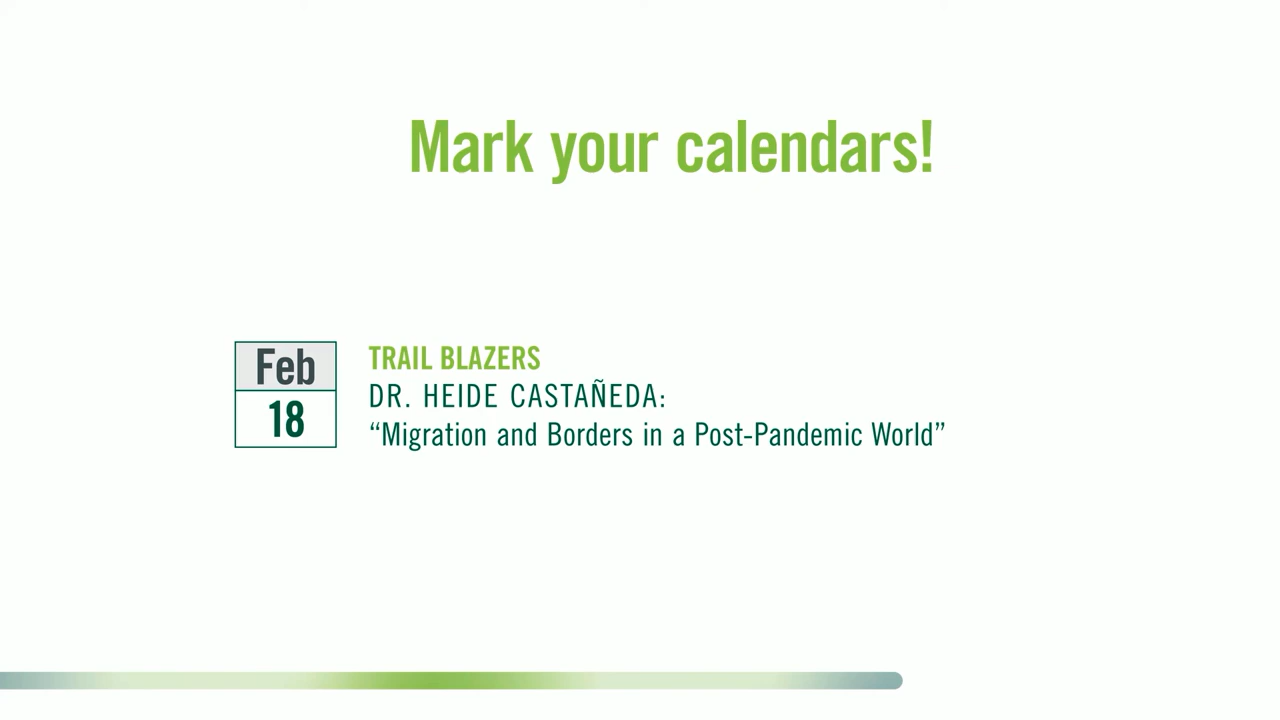 Mark your calendars!
Feb
18
TRAIL BLAZERS
DR. HEIDE CASTAÑEDA:
“Migration and Borders in a Post-Pandemic World”